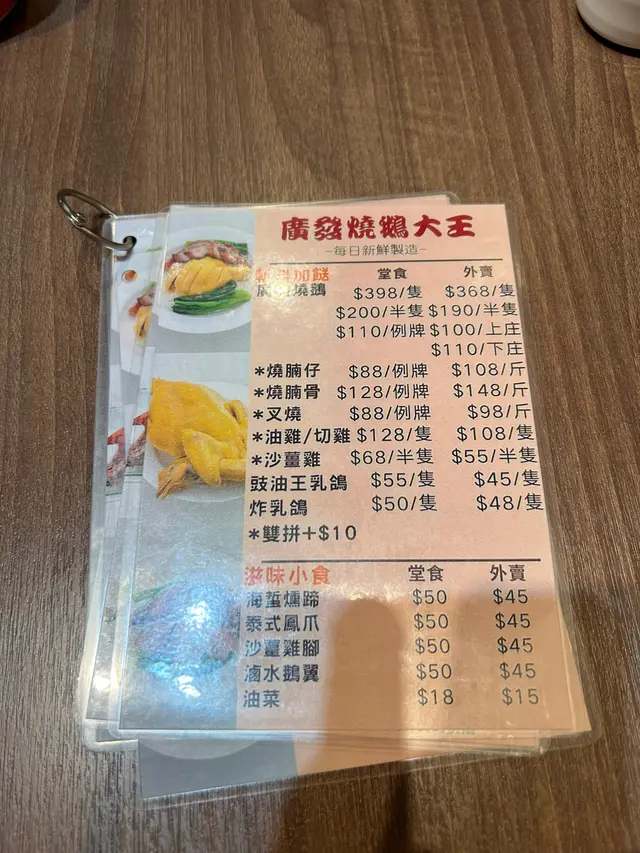 廣發燒鵝大王
-每日新鮮製造-
堂食 外賣
燒鵝 $398/隻 $368/隻
$200/半隻 $190/半隻
$110/例牌 $100/上庄
$110/下庄
*燒腩仔 $88/例牌 $108/斤
*燒腩骨 $128/例牌 $148/斤
*叉燒 $88/例牌 $98/斤
*油雞/切雞 $128/隻 $108/隻
*沙薑雞 $68/半隻 $55/半隻
豉油王乳鴿 $55/隻 $45/隻
炸乳鴿 $50/隻 $48/隻
*雙拼+$10
滋味小食 堂食 外賣
海蜇燻蹄 $50 $45
泰式鳳爪 $50 $45
沙薑雞腳 $50 $45
滷水鵝翼 $50 $45
油菜 $18 $15